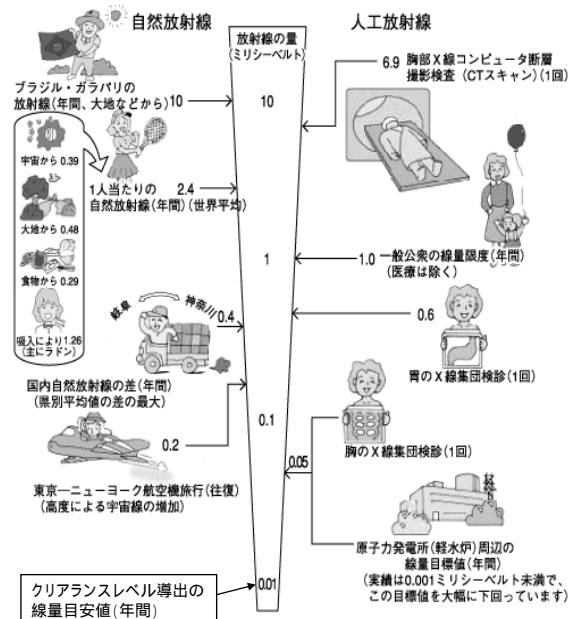 自然放射線
放射線の量
(ミリシーベルト)
人工放射線
ブラジル・ガラパリの
放射線(年間、大地などから)10
宇宙から 0.39
大地から 0.48
食物から 0.29
吸入により1.26
(主にラドン)
1人当たりの 2.4
自然放射線(年間)(世界平均)
岐阜 神奈川 0.4
国内自然放射線の差(年間)
(県別平均値の差の最大)
0.2
東京―ニューヨーク航空機旅行(往復)
(高度による宇宙線の増加)
10
1
0.1
0.01
クリアランスレベル導出の
線量目安値(年間)
6.9 胸部X線コンピュータ断層
撮影検査(CTスキャン)(1回)
1.0 一般公衆の線量限度(年間)
(医療は除く)
0.6
胃のX線集団検診(1回)
胸のX線集団検診(1回)
0.05
原子力発電所(軽水炉)周辺の
線量目標値(年間)
(実績は0.001ミリシーベルト未満で、
この目標値を大幅に下回っています)